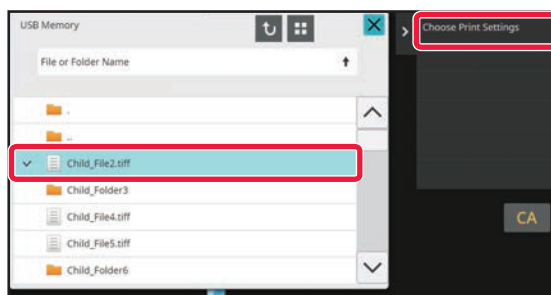 USB Memory
Choose Print Settings
File or Folder Name
.
..
Child_File2.tiff
Child_Folder3
Child_File4.tiff
CA
Child_File5.tiff
Child_Folder6